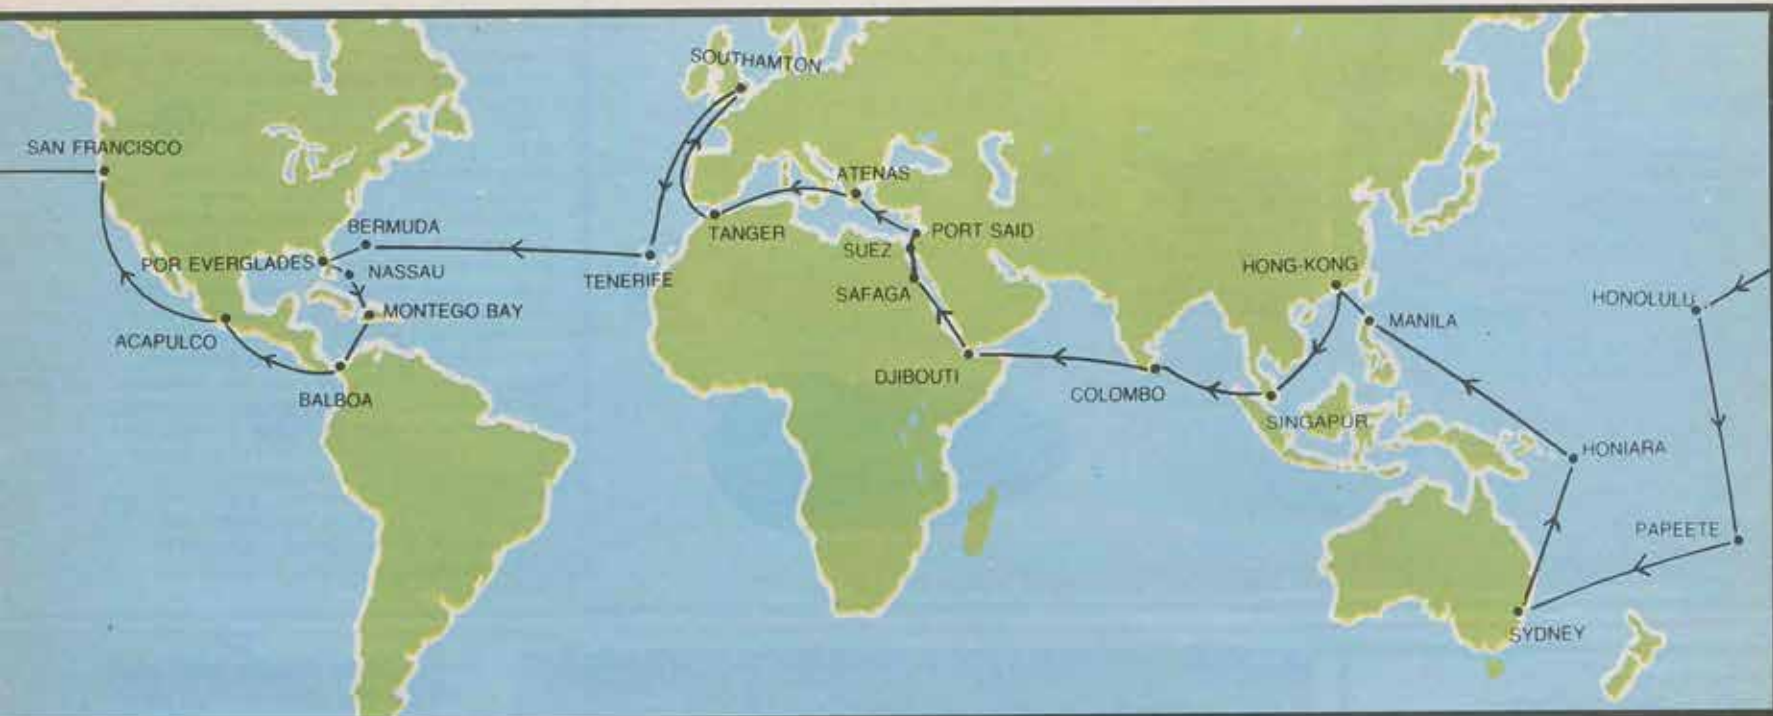 SOUTHAMTON
SAN FRANCISCO
ATENAS
BERMUDA
TANGER
PORT SAID
SUEZ
POR EVERGLADES
NASSAU
HONG-KONG
TENERIFE
SAFAGA
HONOLULU
MONTEGO BAY
MANILA
ACAPULCO
DJIBOUTI
COLOMBO
BALBOA
SINGAPUR
HONIARA
PAPEETE
SYDNEY